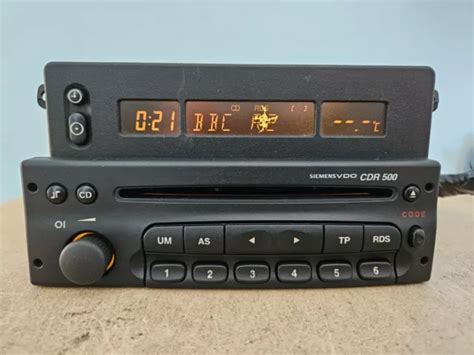 CD RDS [ ]
0:21 BBC --.-°C
SIEMENSVDO CDR 500
CD
CODE
UM AS TP RDS
1 2 3 4 5 6